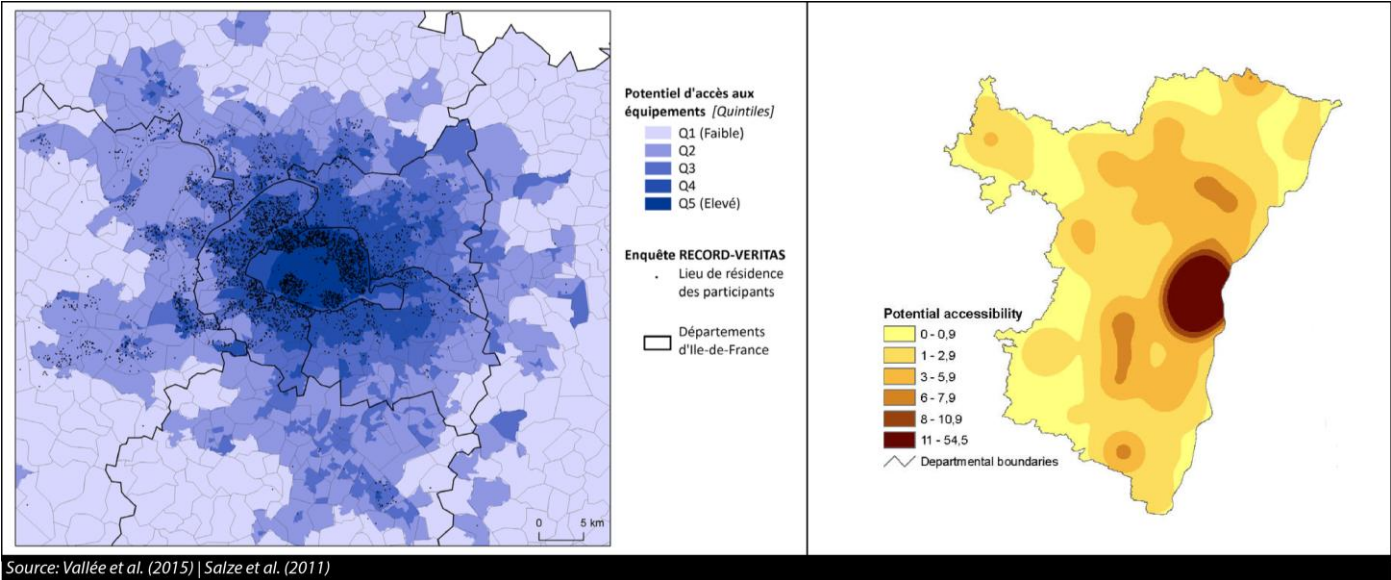 Potentiel d'accès aux
équipements [Quintiles]
Q1 (Faible)
Q2
Q3
Q4
Q5 (Elevé)
Enquête RECORD-VERITAS
Lieu de résidence
des participants
Départements
d'Ile-de-France
0 5 km
Potential accessibility
0 - 0,9
1 - 2,9
3 - 5,9
6 - 7,9
8 - 10,9
11 - 54,5
Departmental boundaries
Source: Vallée et al. (2015) | Salze et al. (2011)